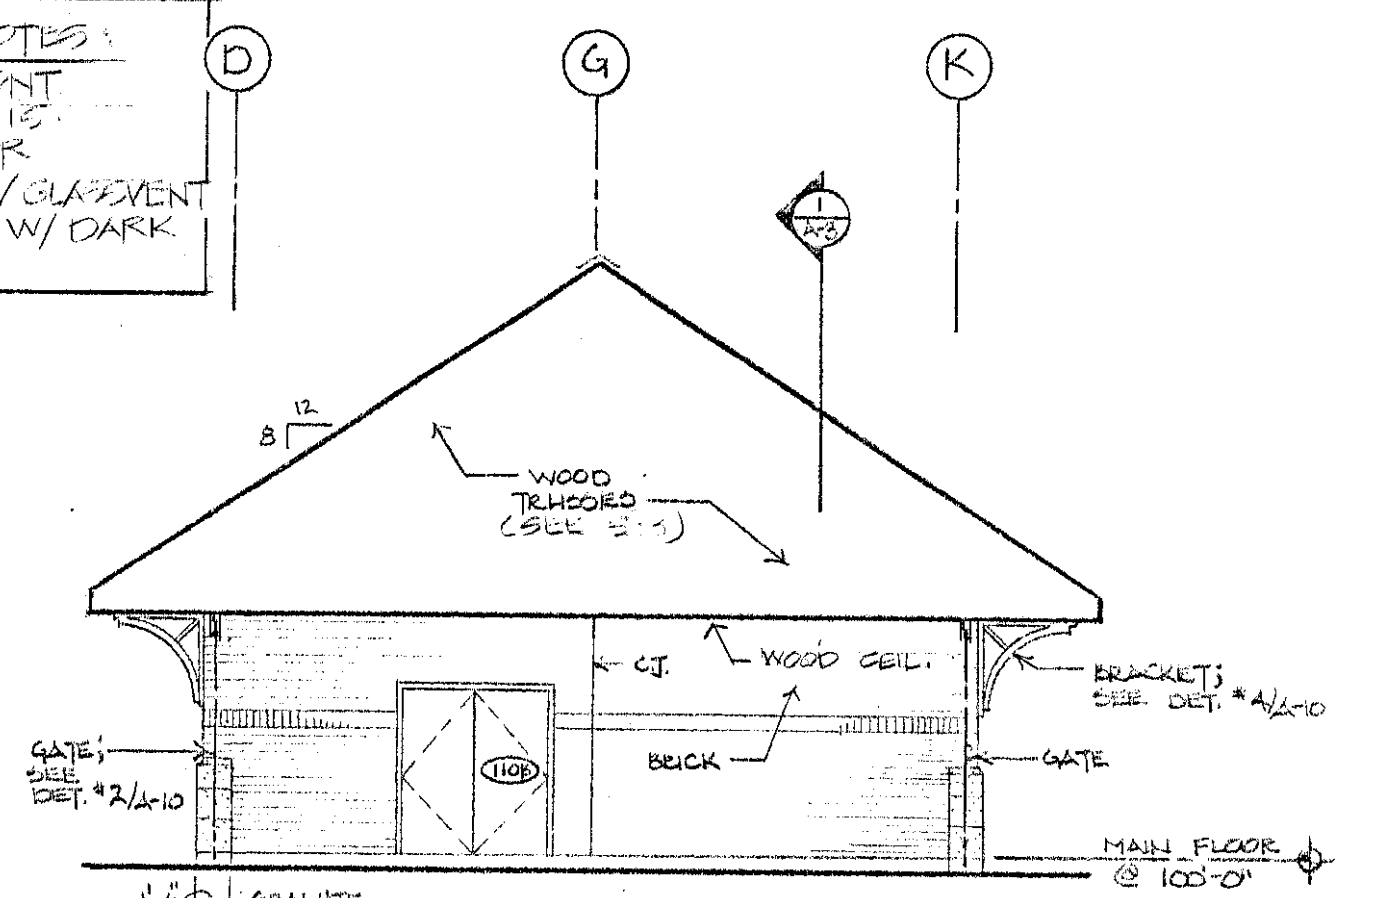 D
G
K
W/ DARK
1
A-3
12
8
WOOD
TRUSSES
(SEE
C.J.
WOOD CEIL.
BRACKET;
SEE DET. #4/A-10
GATE;
SEE
DET. #2/A-10
BRICK
110B
GATE
MAIN FLOOR
@ 100'-0"